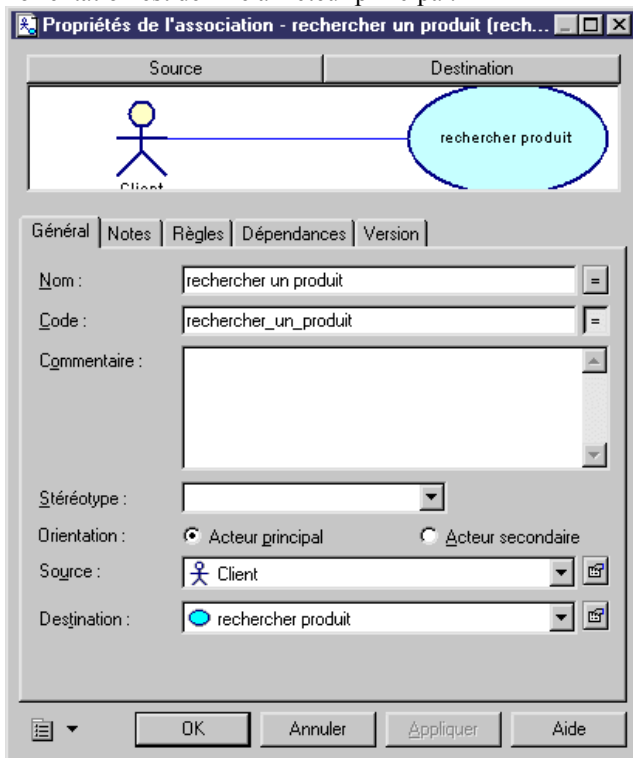 Propriétés de l'association - rechercher un produit (rech...
Source Destination
rechercher produit
Client
Général Notes Règles Dépendances Version
Nom : rechercher un produit =
Code : rechercher_un_produit =
Commentaire :
Stéréotype :
Orientation : Acteur principal Acteur secondaire
Source : Client
Destination : rechercher produit
OK Annuler Appliquer Aide